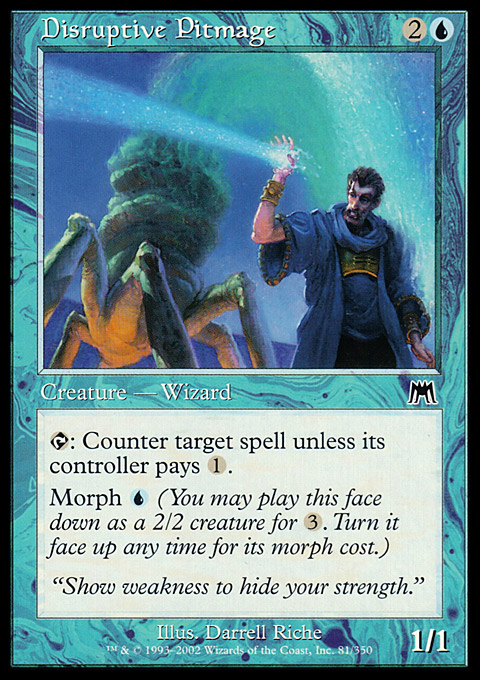 Disruptive Pitmage 2
Creature — Wizard
: Counter target spell unless its
controller pays 1.
Morph (You may play this face
down as a 2/2 creature for 3. Turn it
face up any time for its morph cost.)
“Show weakness to hide your strength.”
Illus. Darrell Riche
™ & © 1993-2002 Wizards of the Coast, Inc. 81/350
1/1